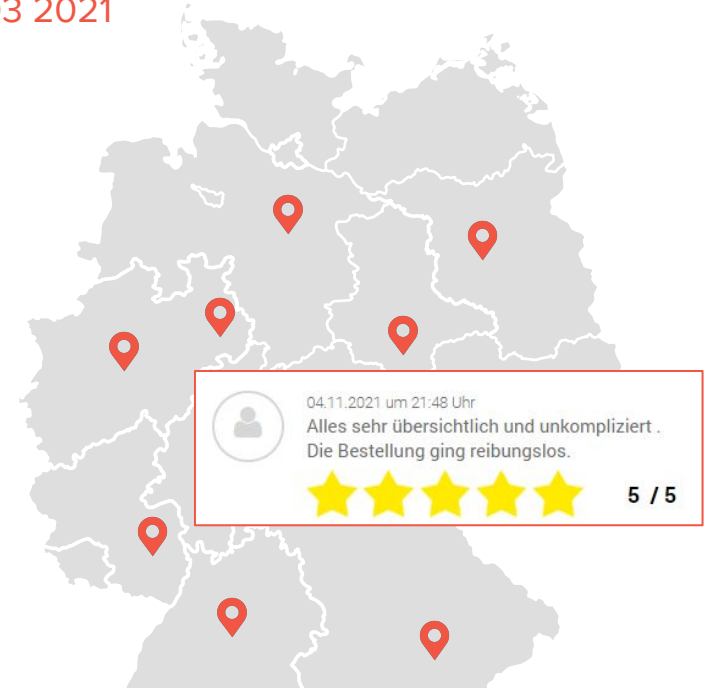 3 2021
04.11.2021 um 21:48 Uhr
Alles sehr übersichtlich und unkompliziert .
Die Bestellung ging reibungslos.
5 / 5